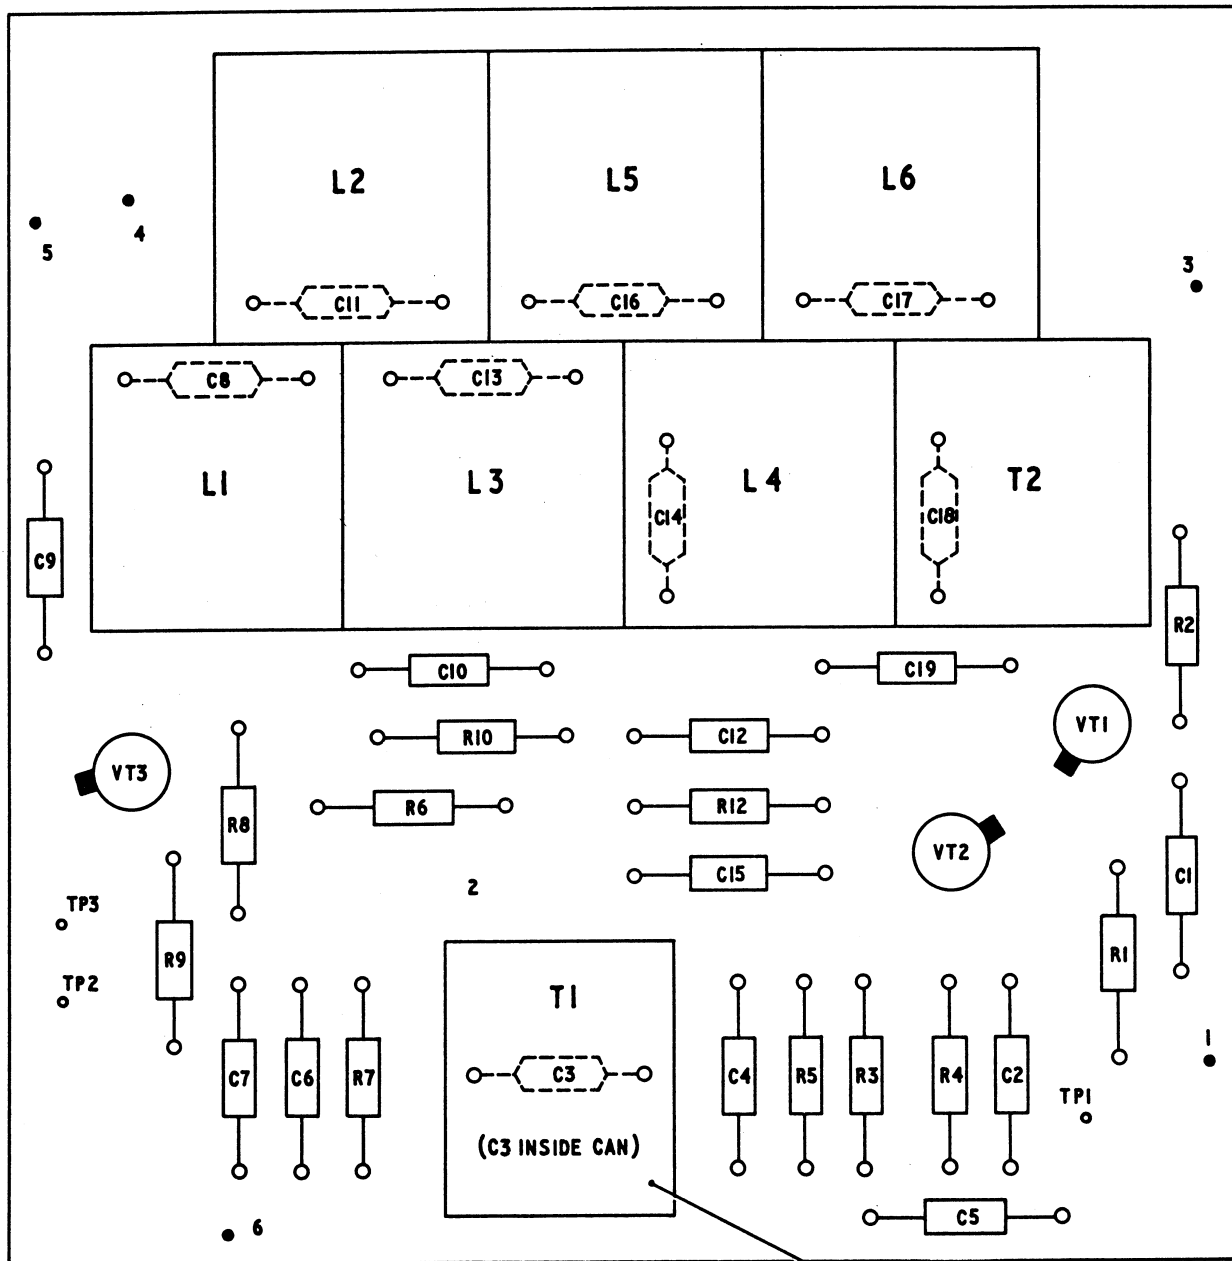 L2 L5 L6
5 4 3
C11 C16 C17
C8 C13
L1 L3 L4 T2
C14 C18
C9
R2
C10 C19
VT1
R10 C12
VT3
R6 R12
R8
VT2
C15 C1
2
TP3
R9 R1
TP2
T1
1
C7 C6 R7 C3 C4 R5 R3 R4 C2
TP1
(C3 INSIDE CAN)
C5
6